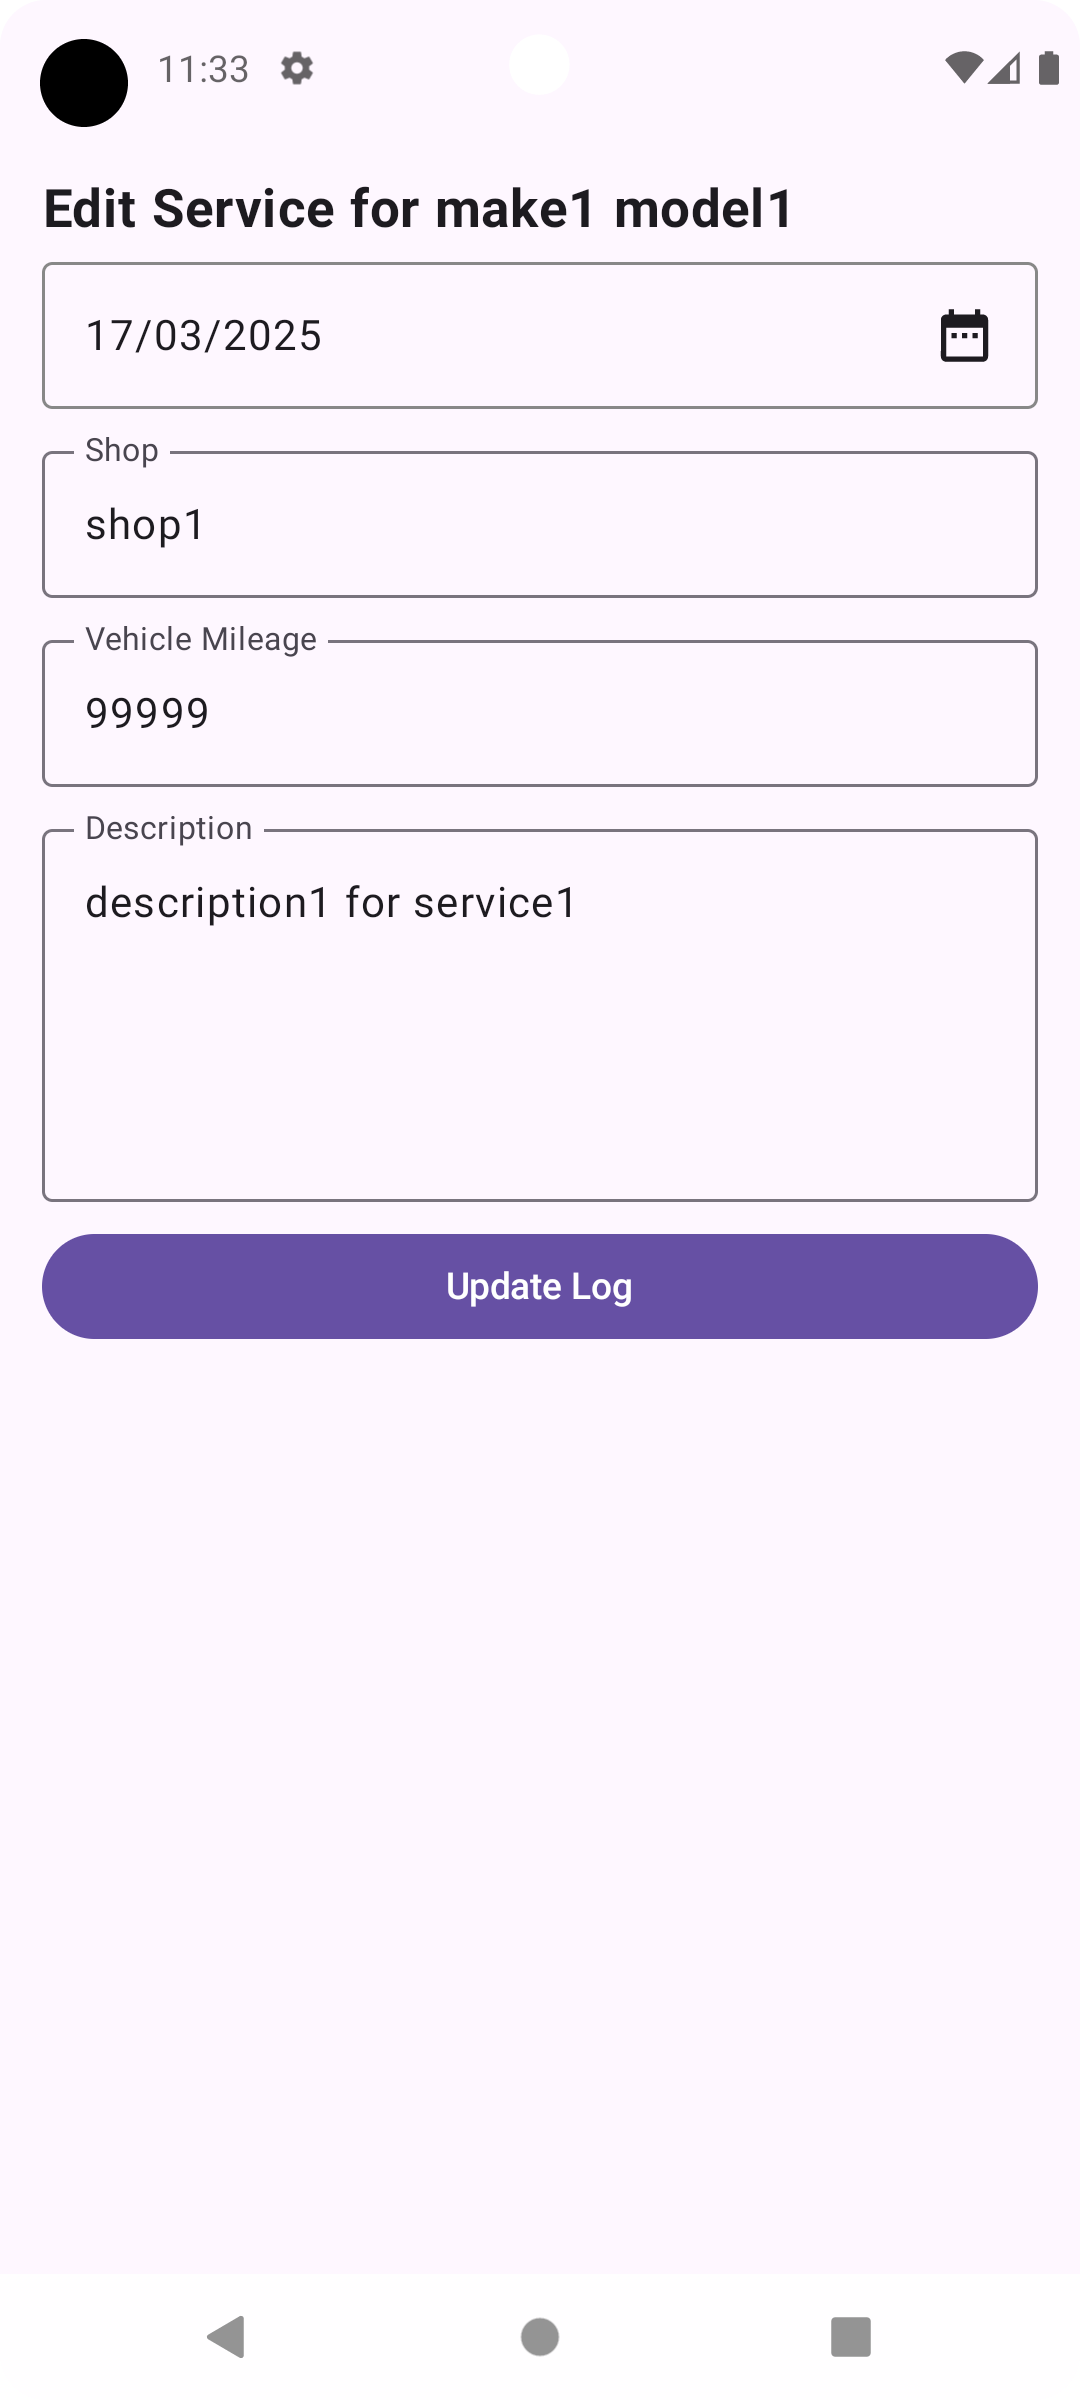 11:33
Edit Service for make1 model1
17/03/2025
Shop
shop1
Vehicle Mileage
99999
Description
description1 for service1
Update Log